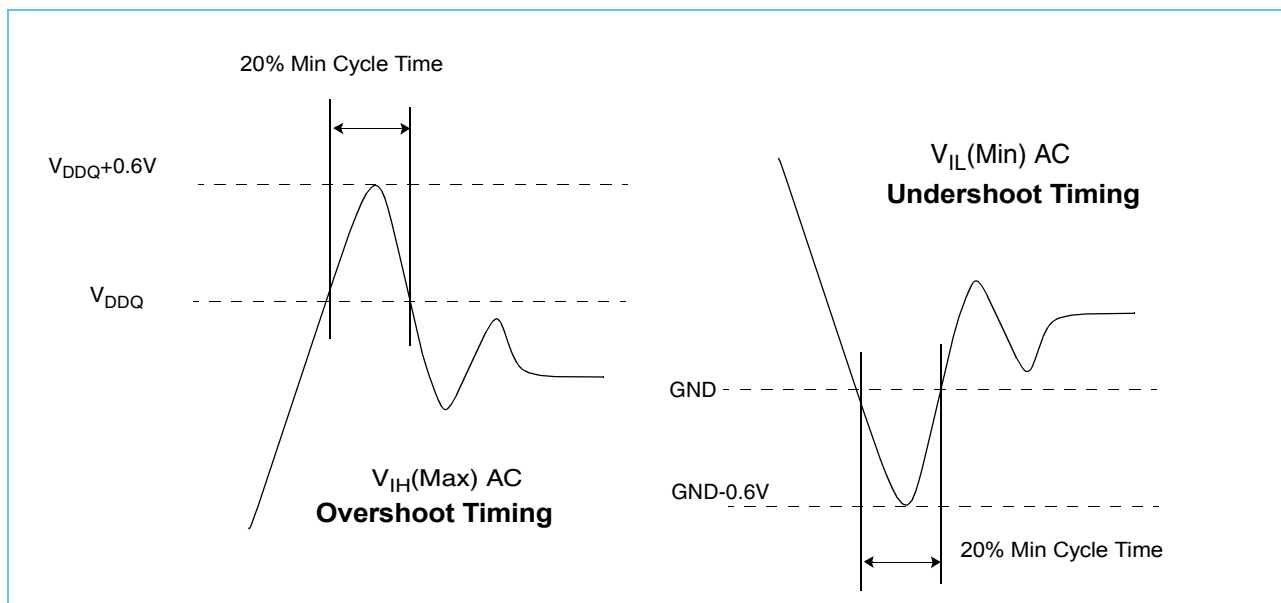 20% Min Cycle Time
VDDQ+0.6V
VDDQ
VIH(Max) AC
Overshoot Timing
VIL(Min) AC
Undershoot Timing
GND
GND-0.6V
20% Min Cycle Time